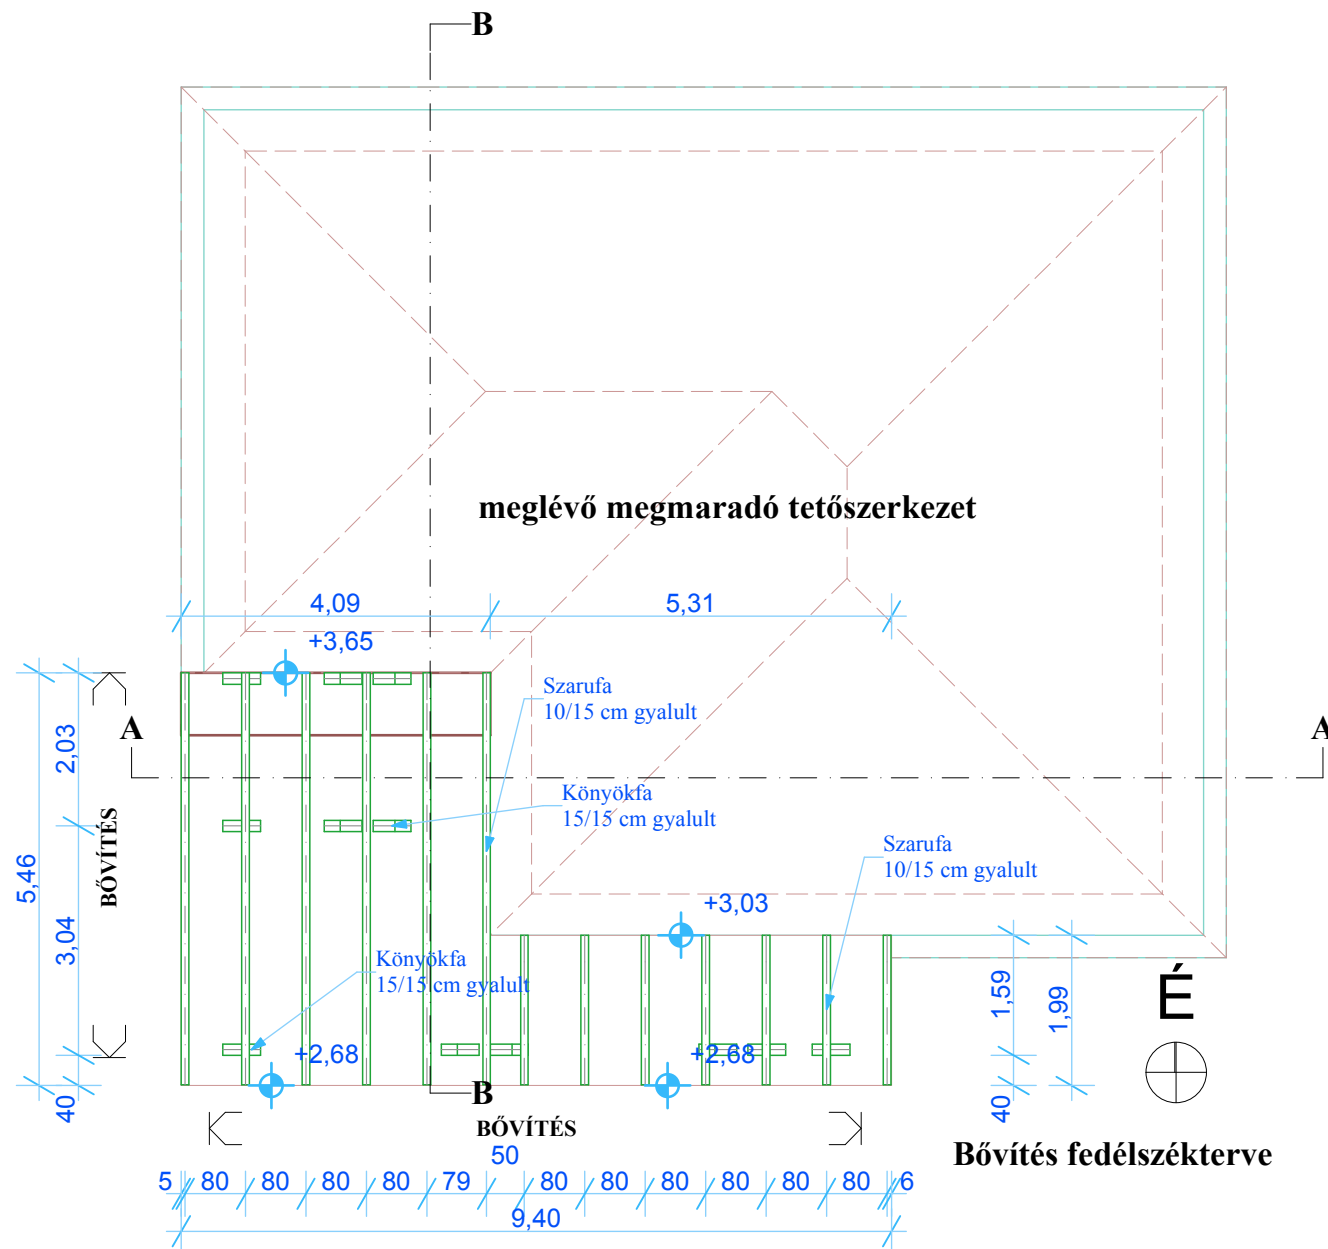 B
meglévő megmaradó tetőszerkezet
4,09
5,31
+3,65
Szarufa
10/15 cm gyalult
A
A
2,03
Könyökfa
15/15 cm gyalult
BŐVÍTÉS
Szarufa
10/15 cm gyalult
5,46
+3,03
3,04
Könyökfa
15/15 cm gyalult
1,59
1,99
É
+2,68
+2,68
40
40
B
BŐVÍTÉS
Bővítés fedélszékterve
50
5 80 80 80 80 79 80 80 80 80 80 80 6
9,40